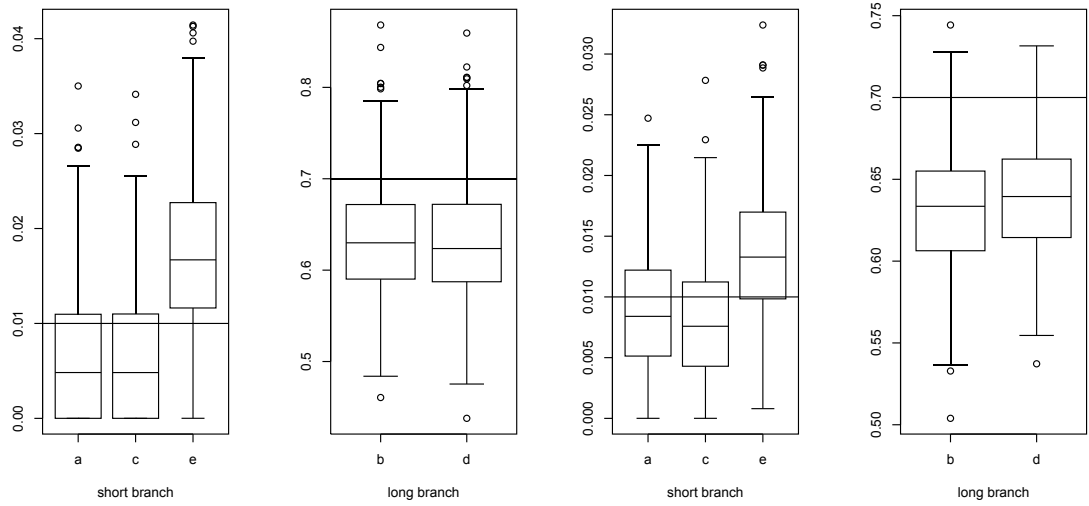 0.00 0.01 0.02 0.03 0.04
a c e
short branch
0.5 0.6 0.7 0.8
b d
long branch
0.000 0.005 0.010 0.015 0.020 0.025 0.030
a c e
short branch
0.50 0.55 0.60 0.65 0.70 0.75
b d
long branch